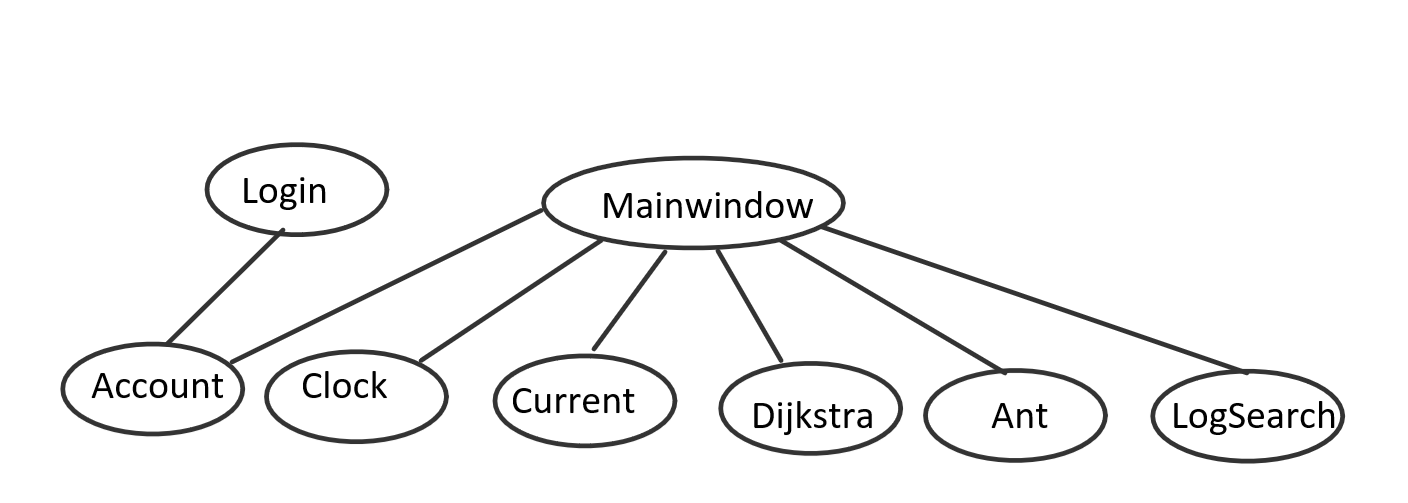 Login
Mainwindow
Account
Clock
Current
Dijkstra
Ant
LogSearch